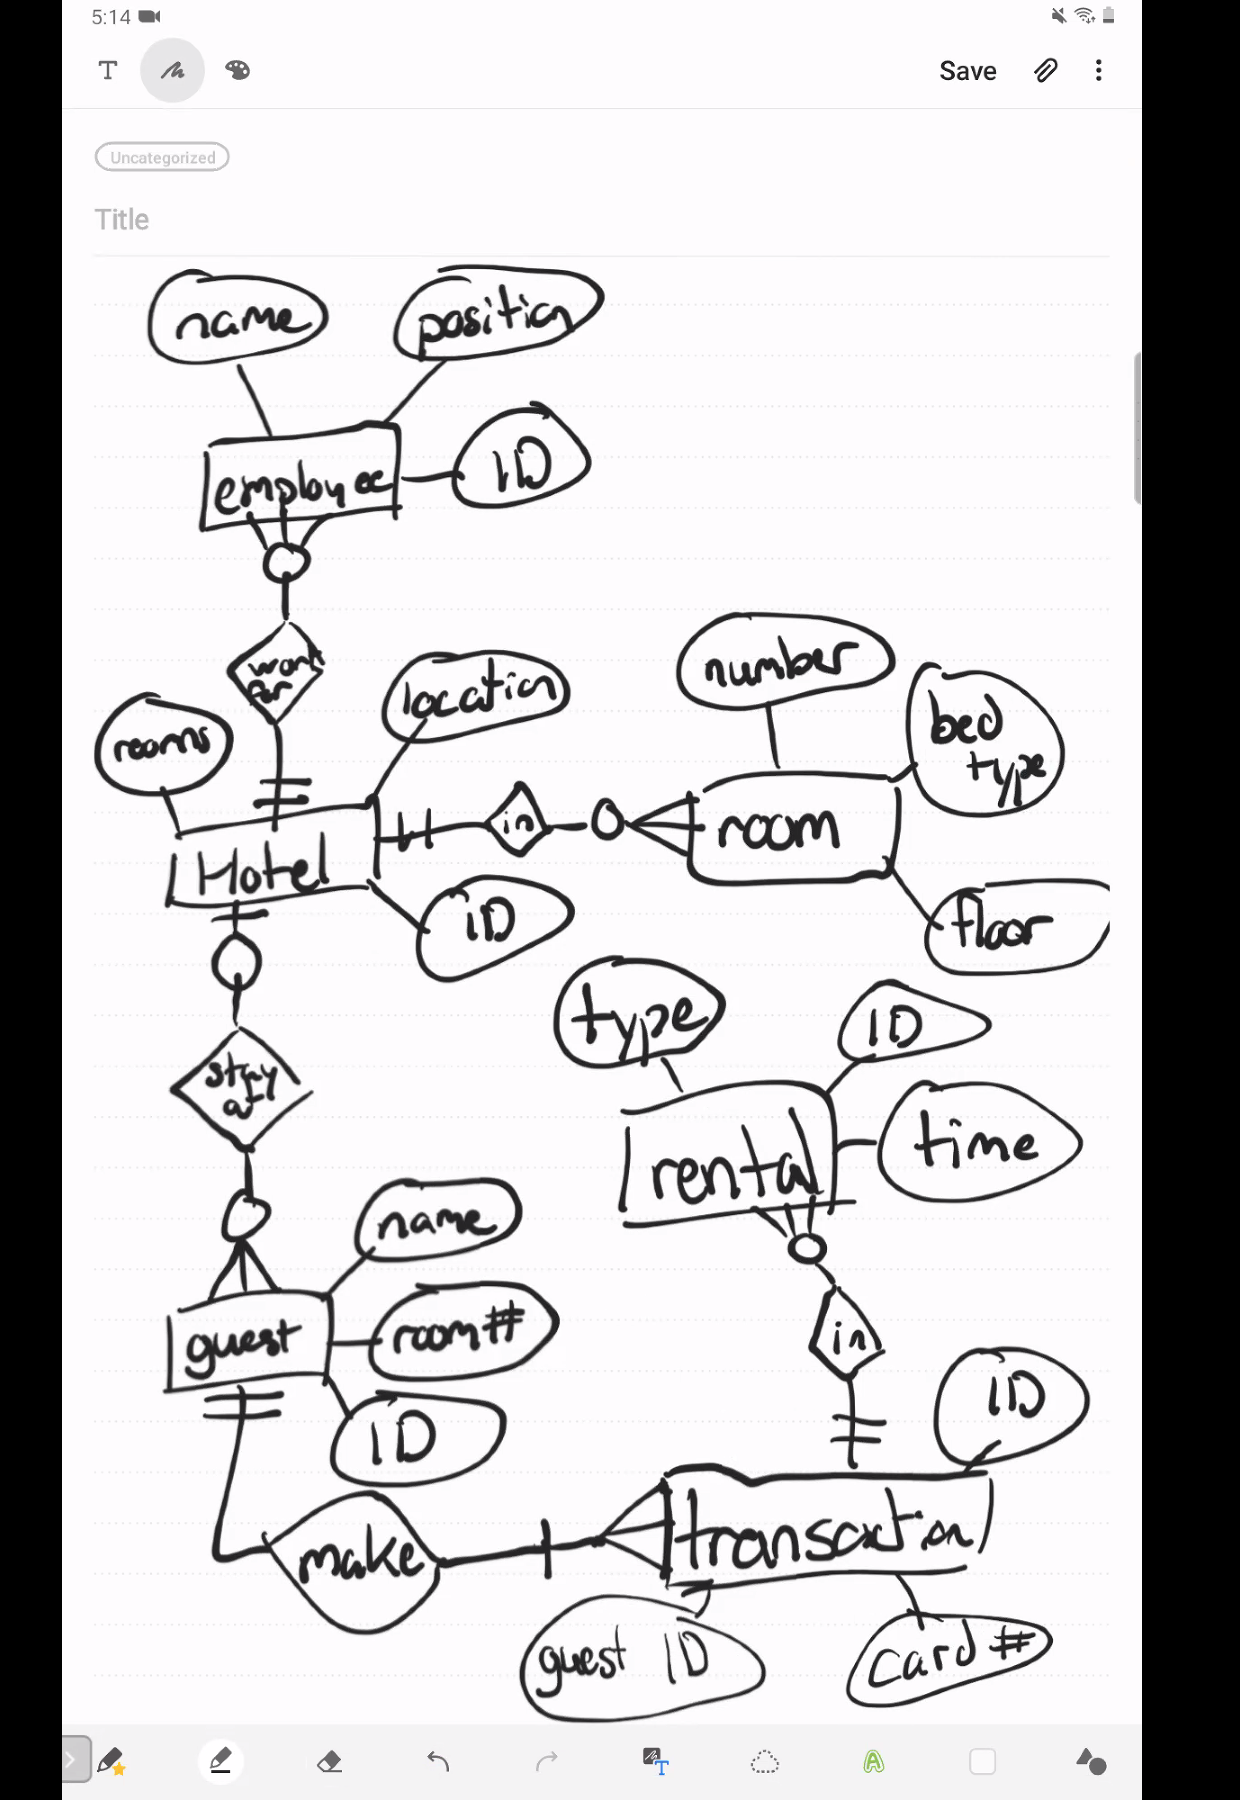 5:14
Save
Uncategorized
Title
name
position
employee
ID
work
for
location
rooms
number
bed
type
in
room
Hotel
ID
floor
type
ID
stay
at
time
rental
name
guest
room#
in
ID
ID
make
transaction
guest ID
card #